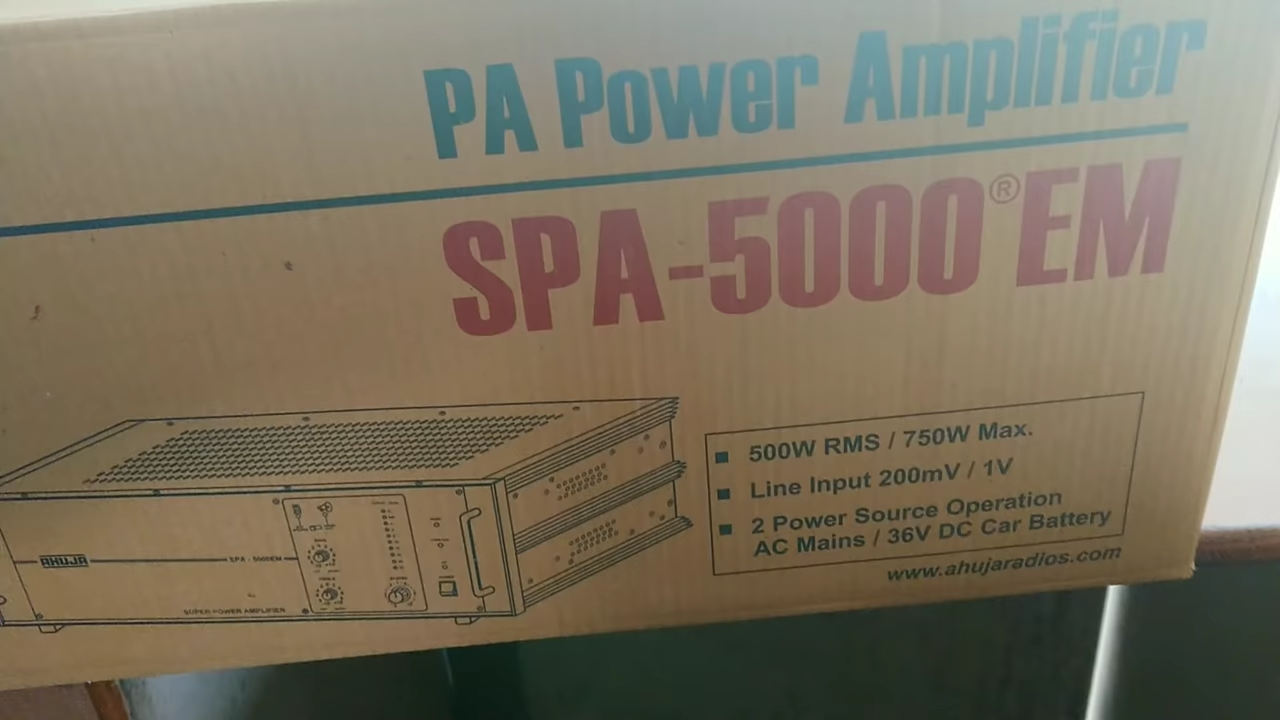 PA Power Amplifier
SPA-5000® EM
500W RMS / 750W Max.
Line Input 200mV / 1V
2 Power Source Operation
AC Mains / 36V DC Car Battery
www.ahujaradios.com
AHUJA
SPA - 5000EM
SUPER POWER AMPLIFIER